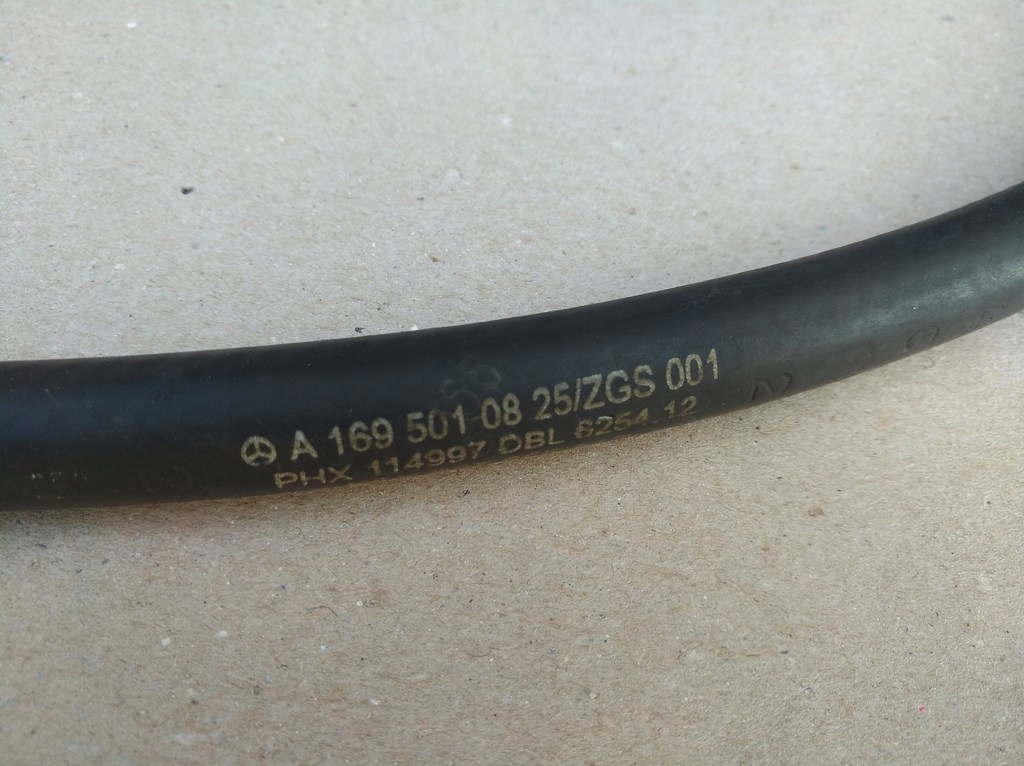 A 169 501 08 25/ZGS 001
PHX 114997 DBL 6254.12